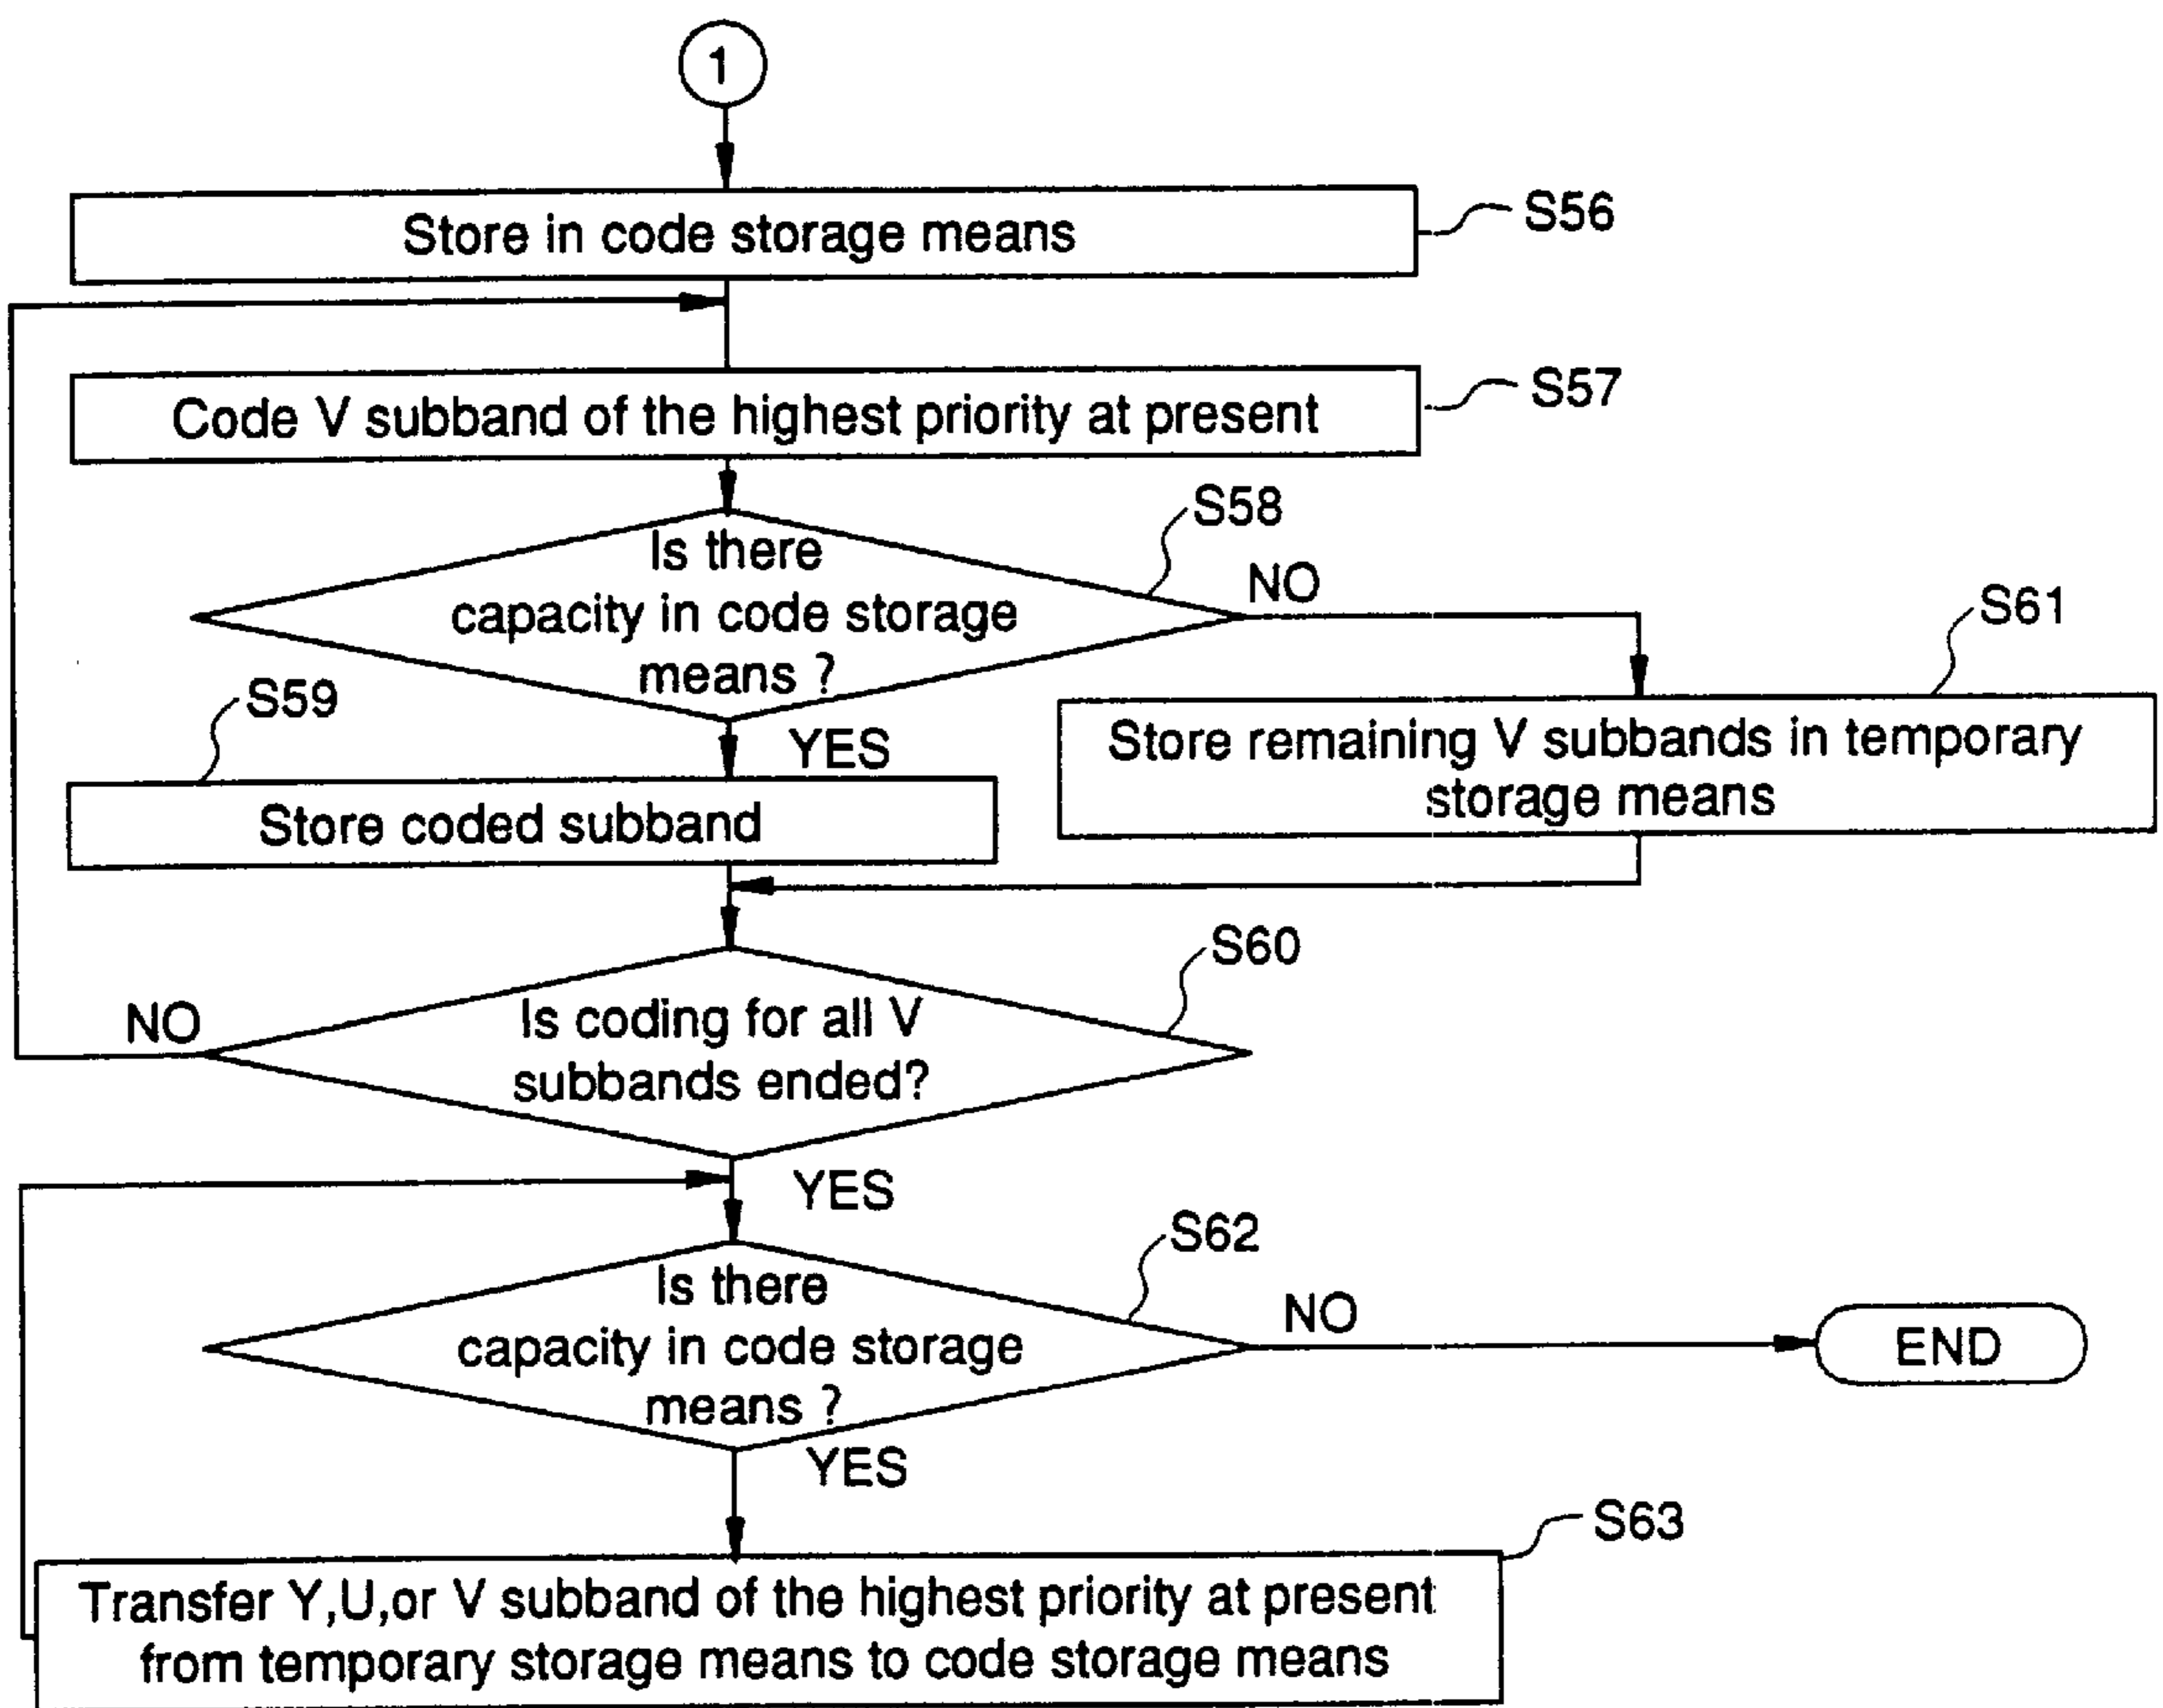 1
Store in code storage means
S56
Code V subband of the highest priority at present
S57
S58
Is there
capacity in code storage
means ?
NO
S61
S59
YES
Store remaining V subbands in temporary
storage means
Store coded subband
S60
NO
Is coding for all V
subbands ended?
YES
S62
Is there
capacity in code storage
means ?
NO
END
YES
S63
Transfer Y,U,or V subband of the highest priority at present
from temporary storage means to code storage means